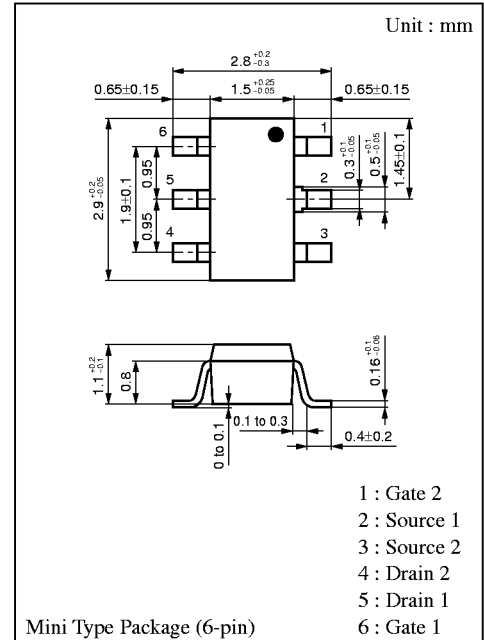 Unit : mm
2.8 +0.2 -0.3
0.65±0.15
1.5 +0.25 -0.05
0.65±0.15
6
1
5
2
4
3
2.9 +0.2 -0.05
1.9±0.1
0.95
0.95
0.3 +0.1 -0.05
0.5 +0.1 -0.05
1.45±0.1
1.1 +0.2 -0.1
0.8
0 to 0.1
0.1 to 0.3
0.4±0.2
0.16 +0.1 -0.06
1 : Gate 2
2 : Source 1
3 : Source 2
4 : Drain 2
5 : Drain 1
Mini Type Package (6-pin)
6 : Gate 1